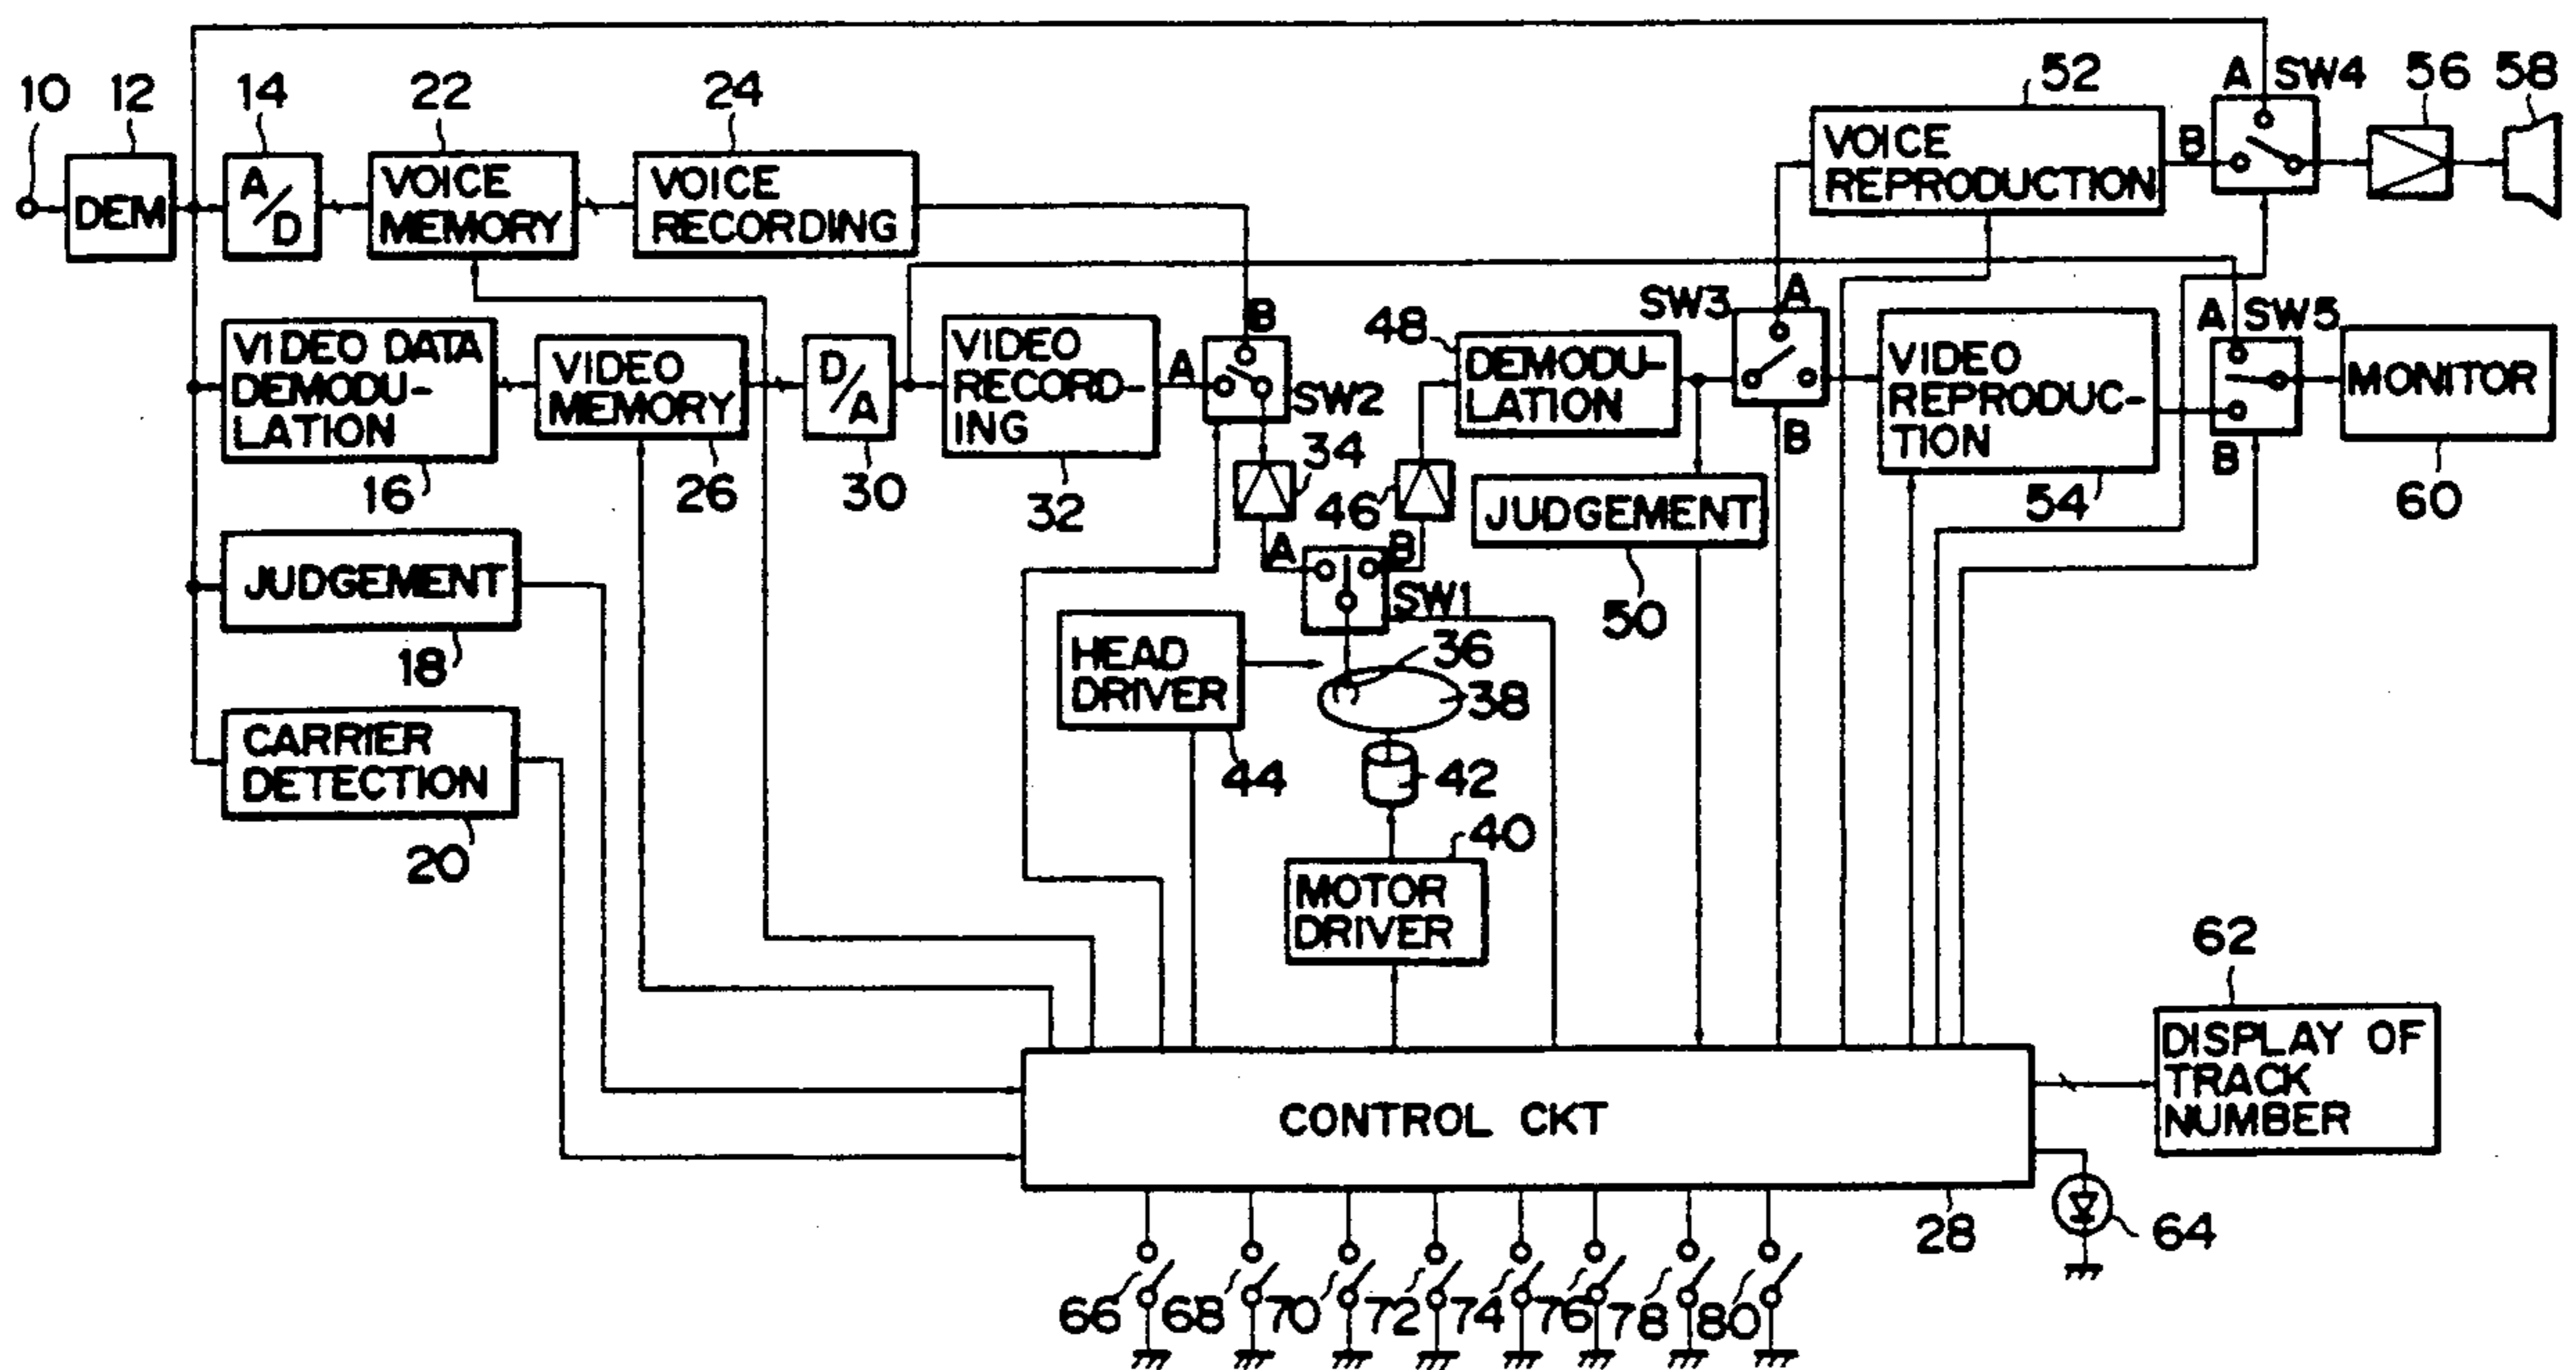 10
12
14
22
24
52
A
SW4
56
58
DEM
A/D
VOICE
MEMORY
VOICE
RECORDING
VOICE
REPRODUCTION
B
VIDEO DATA
DEMODU-
LATION
16
VIDEO
MEMORY
26
D/A
30
VIDEO
RECORD-
ING
32
B
A
SW2
34
46
48
DEMODU-
LATION
SW3
A
B
VIDEO
REPRODUC-
TION
54
A
SW5
B
MONITOR
60
JUDGEMENT
18
A
B
SW1
JUDGEMENT
50
HEAD
DRIVER
44
36
38
42
CARRIER
DETECTION
20
40
MOTOR
DRIVER
62
DISPLAY OF
TRACK
NUMBER
CONTROL CKT
28
64
66
68
70
72
74
76
78
80